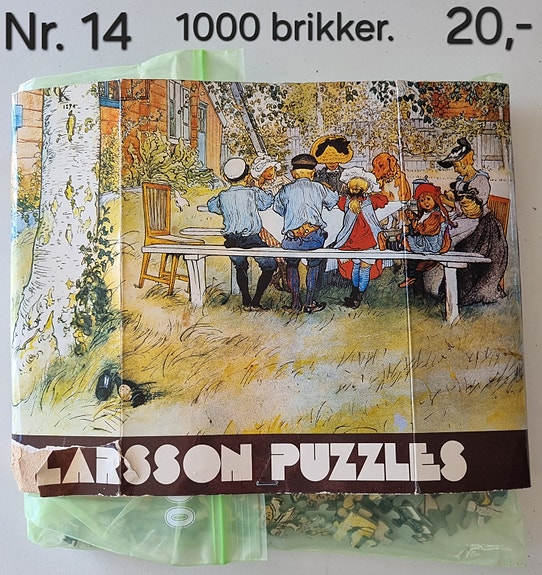 Nr. 14 1000 brikker. 20,-
LARSSON PUZZLES